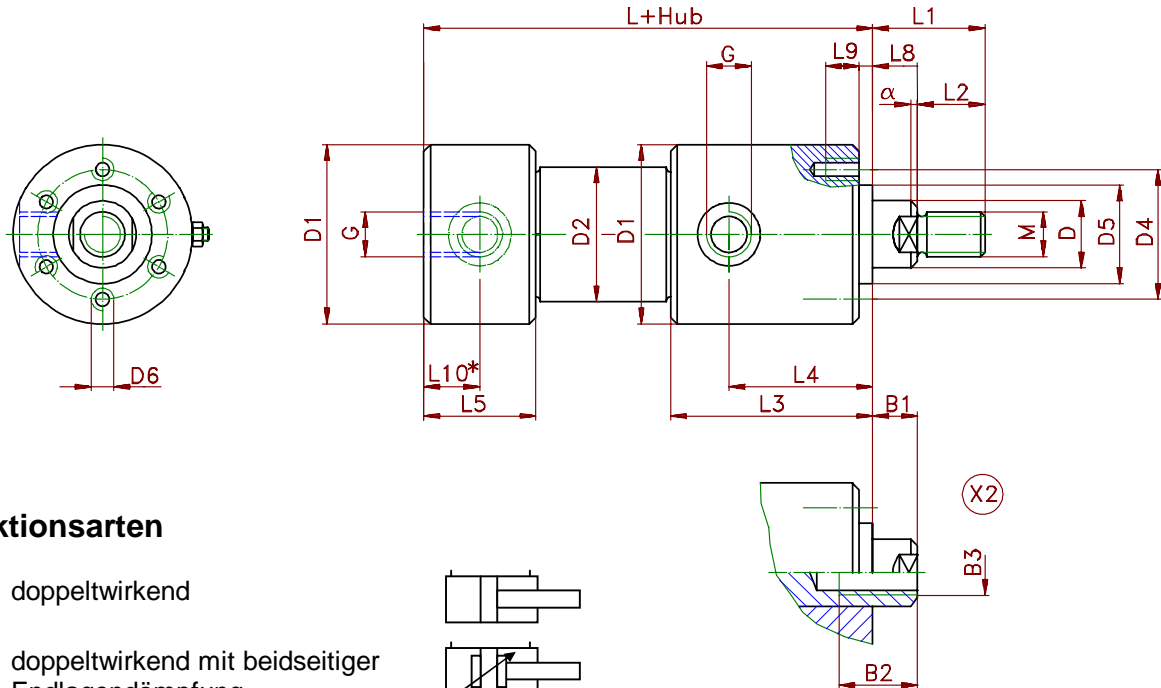 L+Hub
L1
G
L9
L8
α
L2
D1
G
D2
D1
M
D
D5
D4
D6
L10*
L4
L5
L3
B1
X2
B3
B2
ktionsarten
doppeltwirkend
doppeltwirkend mit beidseitiger
Endlagendämpfung